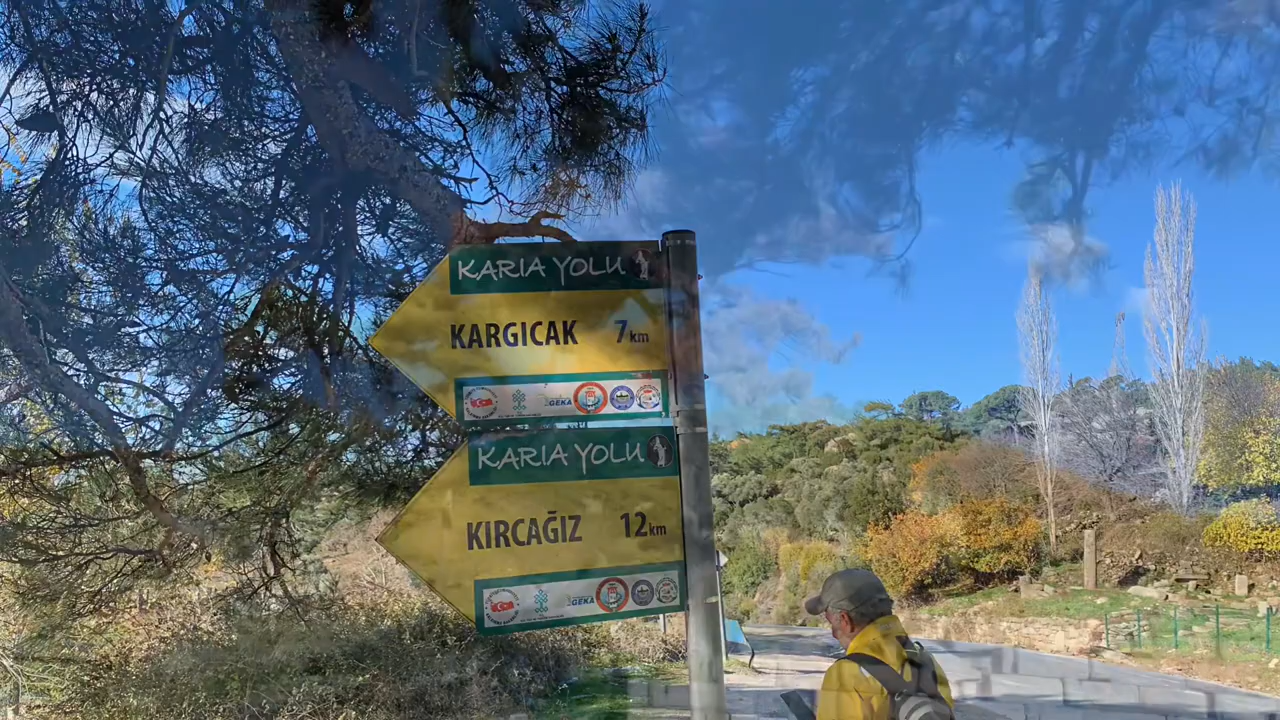 KARIA YOLU
KARGICAK 7km
GEKA
KARIA YOLU
KIRCAĞIZ 12km
GEKA